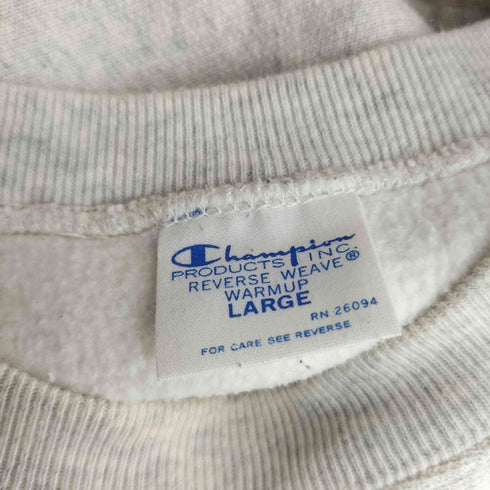 Champion
PRODUCTS INC.
REVERSE WEAVE®
WARMUP
LARGE
RN 26094
FOR CARE SEE REVERSE